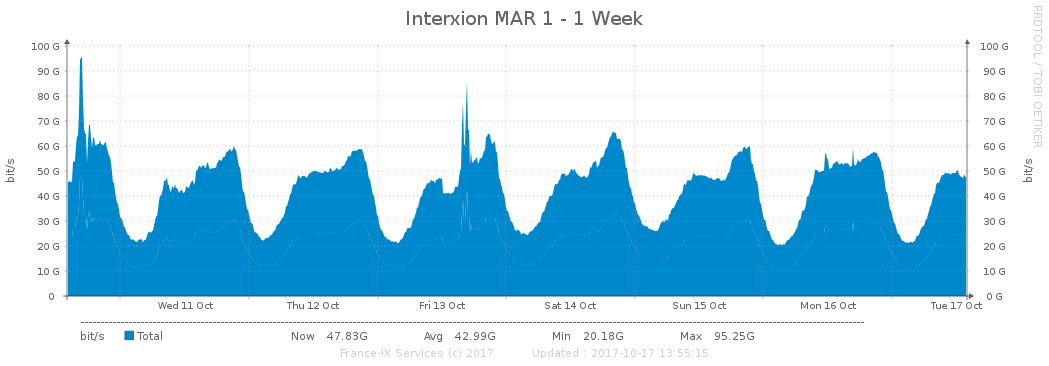 Interxion MAR 1 - 1 Week
RRDTOOL / TOBI OETIKER
bit/s
100 G 100 G
90 G 90 G
80 G 80 G
70 G 70 G
60 G 60 G
50 G 50 G
40 G 40 G
30 G 30 G
20 G 20 G
10 G 10 G
0 0 G
bit/s
Wed 11 Oct Thu 12 Oct Fri 13 Oct Sat 14 Oct Sun 15 Oct Mon 16 Oct Tue 17 Oct
bit/s Total Now 47.83G Avg 42.99G Min 20.18G Max 95.25G
France-IX Services (c) 2017 Updated : 2017-10-17 13:55:15